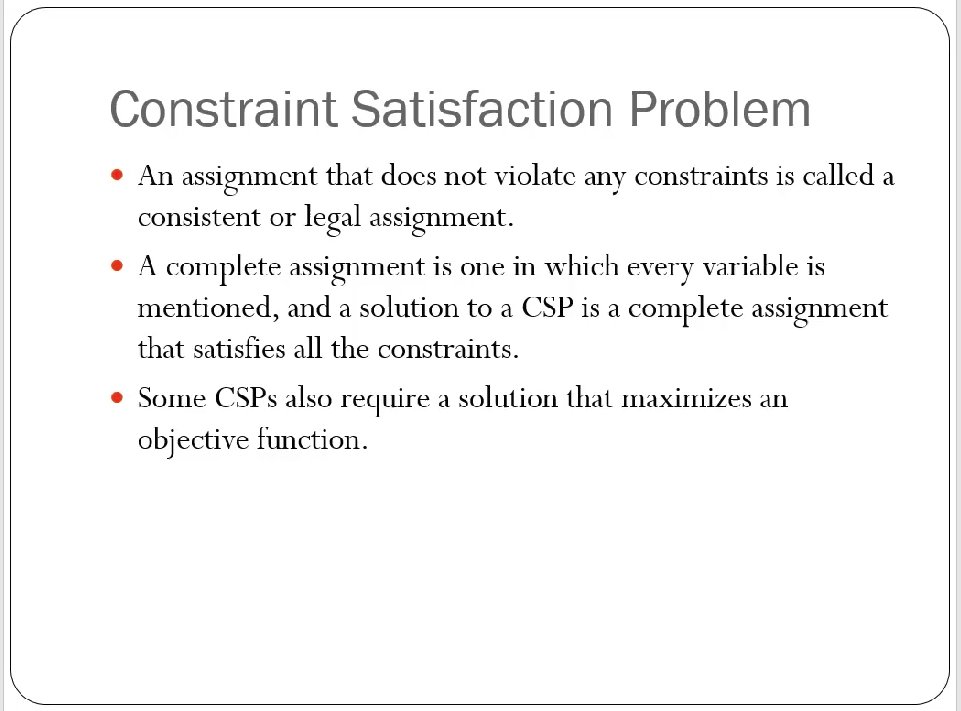 Constraint Satisfaction Problem
An assignment that does not violate any constraints is called a
consistent or legal assignment.
A complete assignment is one in which every variable is
mentioned, and a solution to a CSP is a complete assignment
that satisfies all the constraints.
Some CSPs also require a solution that maximizes an
objective function.